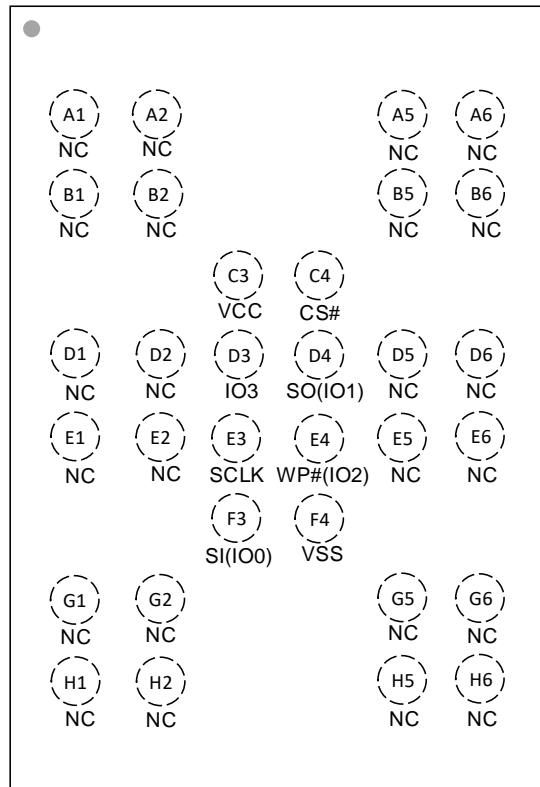 A1 A2 A5 A6
NC NC NC NC
B1 B2 B5 B6
NC NC NC NC
C3 C4
VCC CS#
D1 D2 D3 D4 D5 D6
NC NC IO3 SO(IO1) NC NC
E1 E2 E3 E4 E5 E6
NC NC SCLK WP#(IO2) NC NC
F3 F4
SI(IO0) VSS
G1 G2 G5 G6
NC NC NC NC
H1 H2 H5 H6
NC NC NC NC